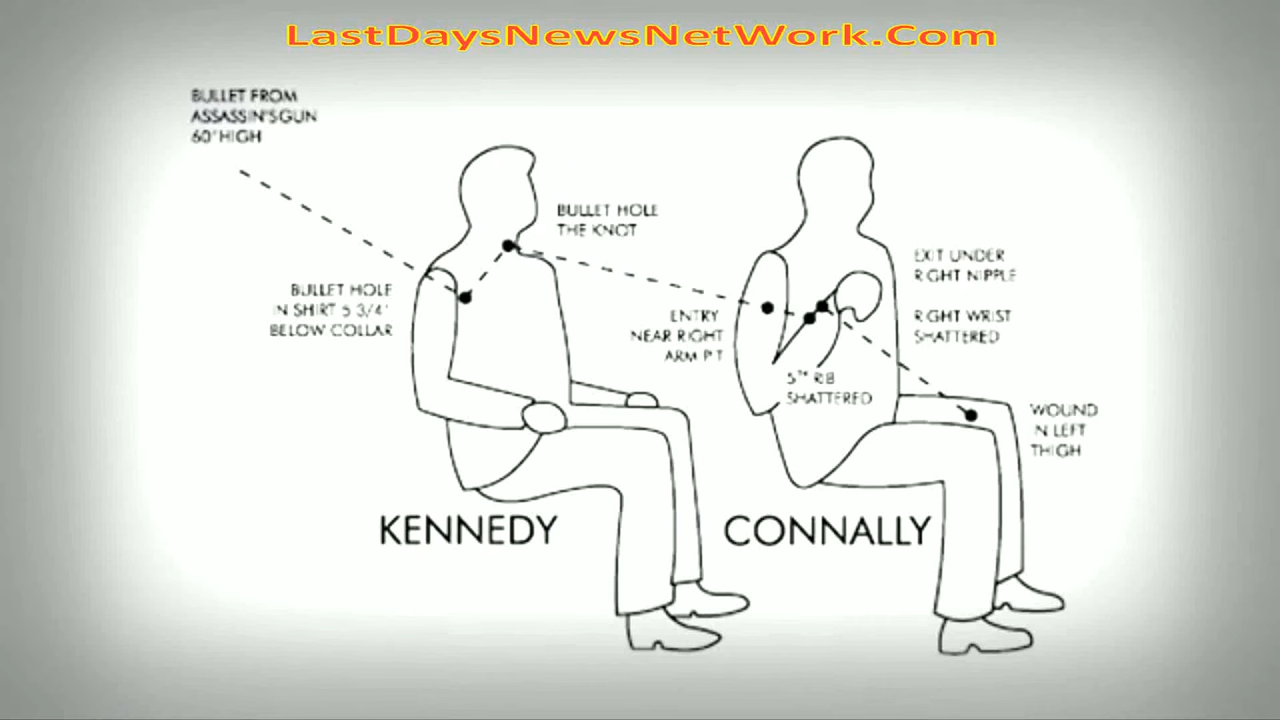 LastDaysNewsNetWork.Com
BULLET FROM
ASSASSIN'S GUN
60' HIGH
BULLET HOLE
THE KNOT
BULLET HOLE
IN SHIRT 5 3/4"
BELOW COLLAR
ENTRY
NEAR RIGHT
ARM PIT
EXIT UNDER
RIGHT NIPPLE
RIGHT WRIST
SHATTERED
5TH RIB
SHATTERED
WOUND
IN LEFT
THIGH
KENNEDY
CONNALLY